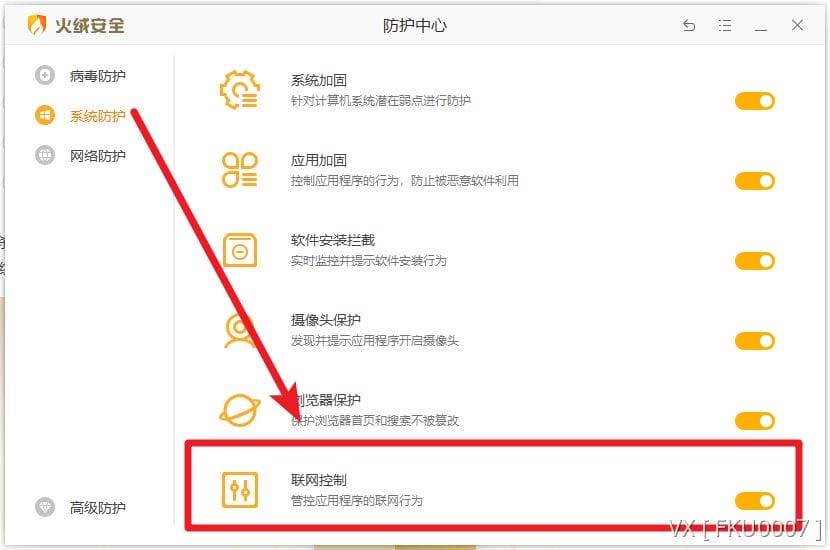 火绒安全
防护中心
病毒防护
系统防护
网络防护
高级防护
系统加固
针对计算机系统潜在弱点进行防护
应用加固
控制应用程序的行为，防止被恶意软件利用
软件安装拦截
实时监控并提示软件安装行为
摄像头保护
发现并提示应用程序开启摄像头
浏览器保护
保护浏览器首页和搜索不被篡改
联网控制
管控应用程序的联网行为
VX [ FKU0007 ]